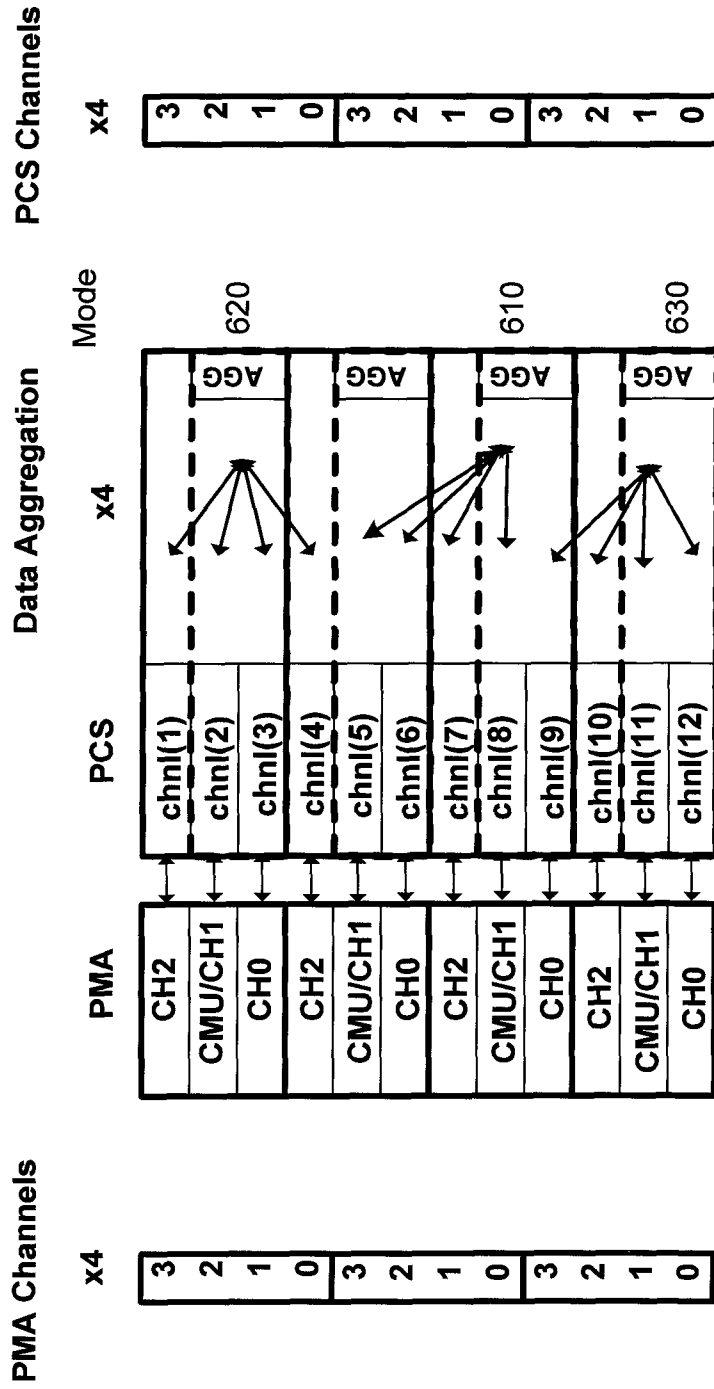 PMA Channels
x4
3
2
1
0
3
2
1
0
3
2
1
0
PMA
CH2
CMU/CH1
CH0
CH2
CMU/CH1
CH0
CH2
CMU/CH1
CH0
CH2
CMU/CH1
CH0
PCS
chnl(1)
chnl(2)
chnl(3)
chnl(4)
chnl(5)
chnl(6)
chnl(7)
chnl(8)
chnl(9)
chnl(10)
chnl(11)
chnl(12)
Data Aggregation
x4
AGG
AGG
AGG
AGG
Mode
620
610
630
PCS Channels
x4
3
2
1
0
3
2
1
0
3
2
1
0